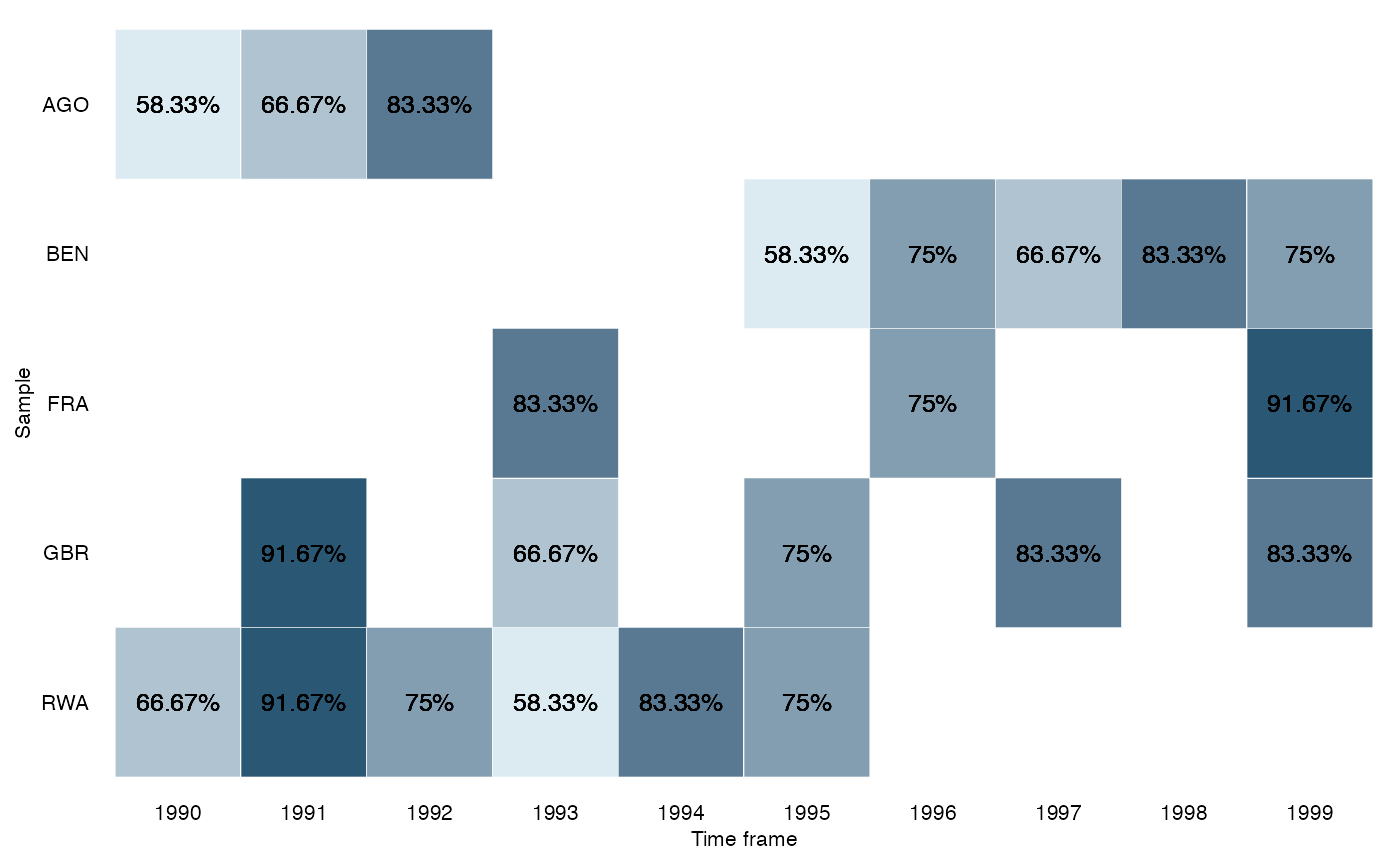 AGO 58.33% 66.67% 83.33%
BEN 58.33% 75% 66.67% 83.33% 75%
Sample
FRA 83.33% 75% 91.67%
GBR 91.67% 66.67% 75% 83.33% 83.33%
RWA 66.67% 91.67% 75% 58.33% 83.33% 75%
1990 1991 1992 1993 1994 1995 1996 1997 1998 1999
Time frame